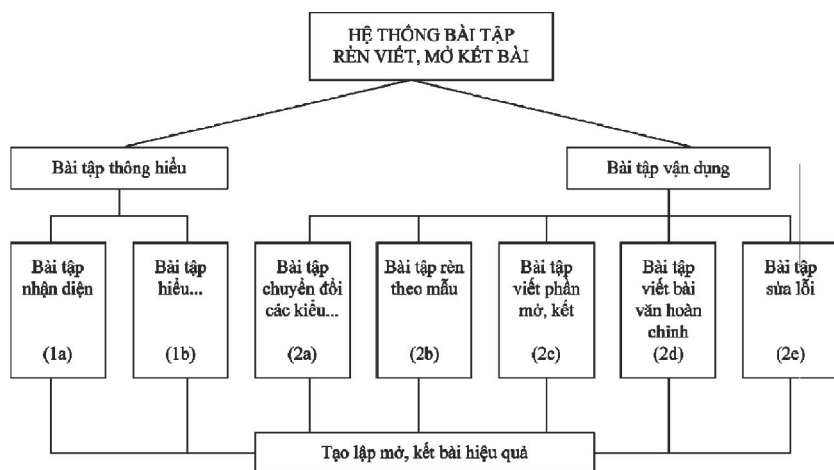 HỆ THỐNG BÀI TẬP
RÈN VIẾT, MỞ KẾT BÀI
Bài tập thông hiểu
Bài tập vận dụng
Bài tập
nhận diện
(1a)
Bài tập
hiểu...
(1b)
Bài tập
chuyển đổi
các kiểu...
(2a)
Bài tập rèn
theo mẫu
(2b)
Bài tập
viết phần
mở, kết
(2c)
Bài tập
viết bài
văn hoàn
chỉnh
(2d)
Bài tập
sửa lỗi
(2e)
Tạo lập mở, kết bài hiệu quả